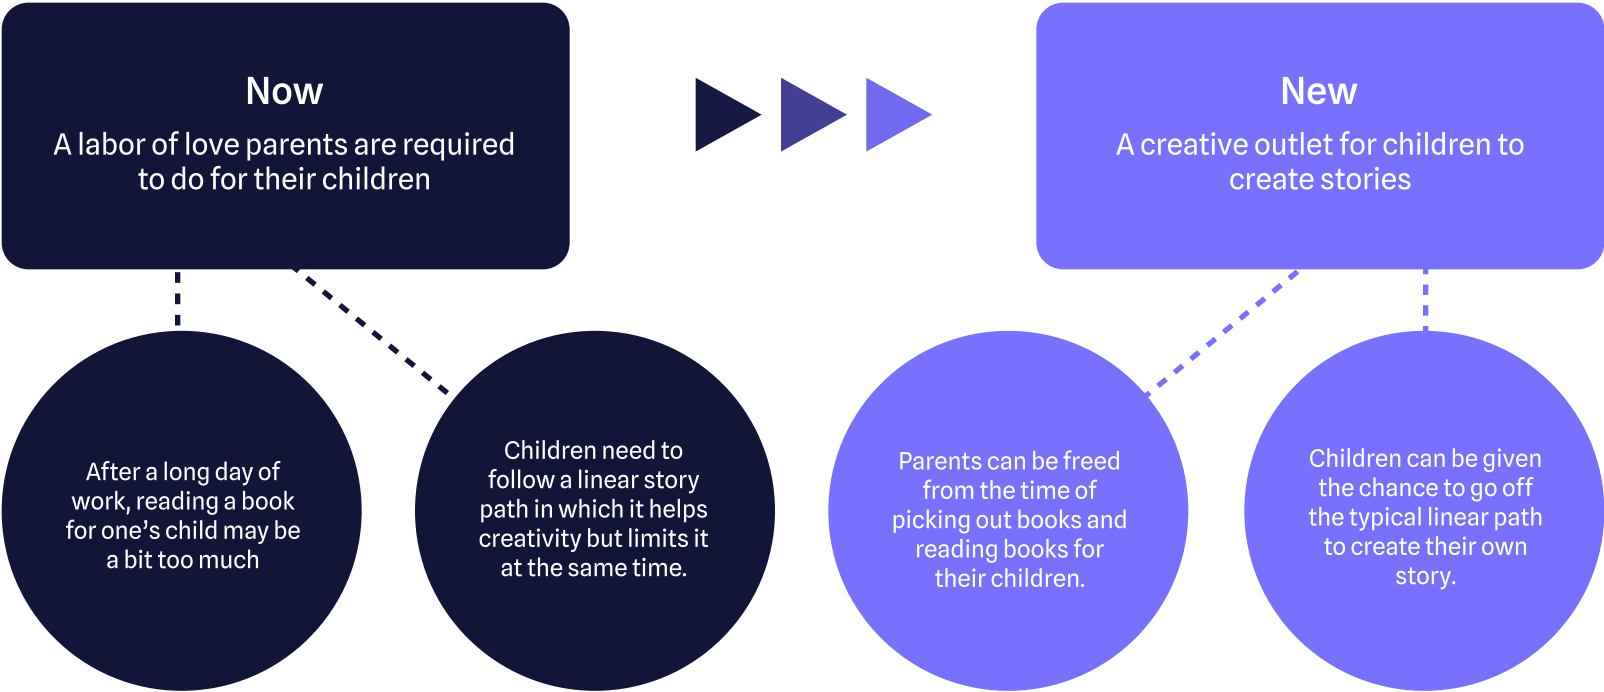 Now
A labor of love parents are required
to do for their children
New
A creative outlet for children to
create stories
After a long day of
work, reading a book
for one’s child may be
a bit too much
Children need to
follow a linear story
path in which it helps
creativity but limits it
at the same time.
Parents can be freed
from the time of
picking out books and
reading books for
their children.
Children can be given
the chance to go off
the typical linear path
to create their own
story.